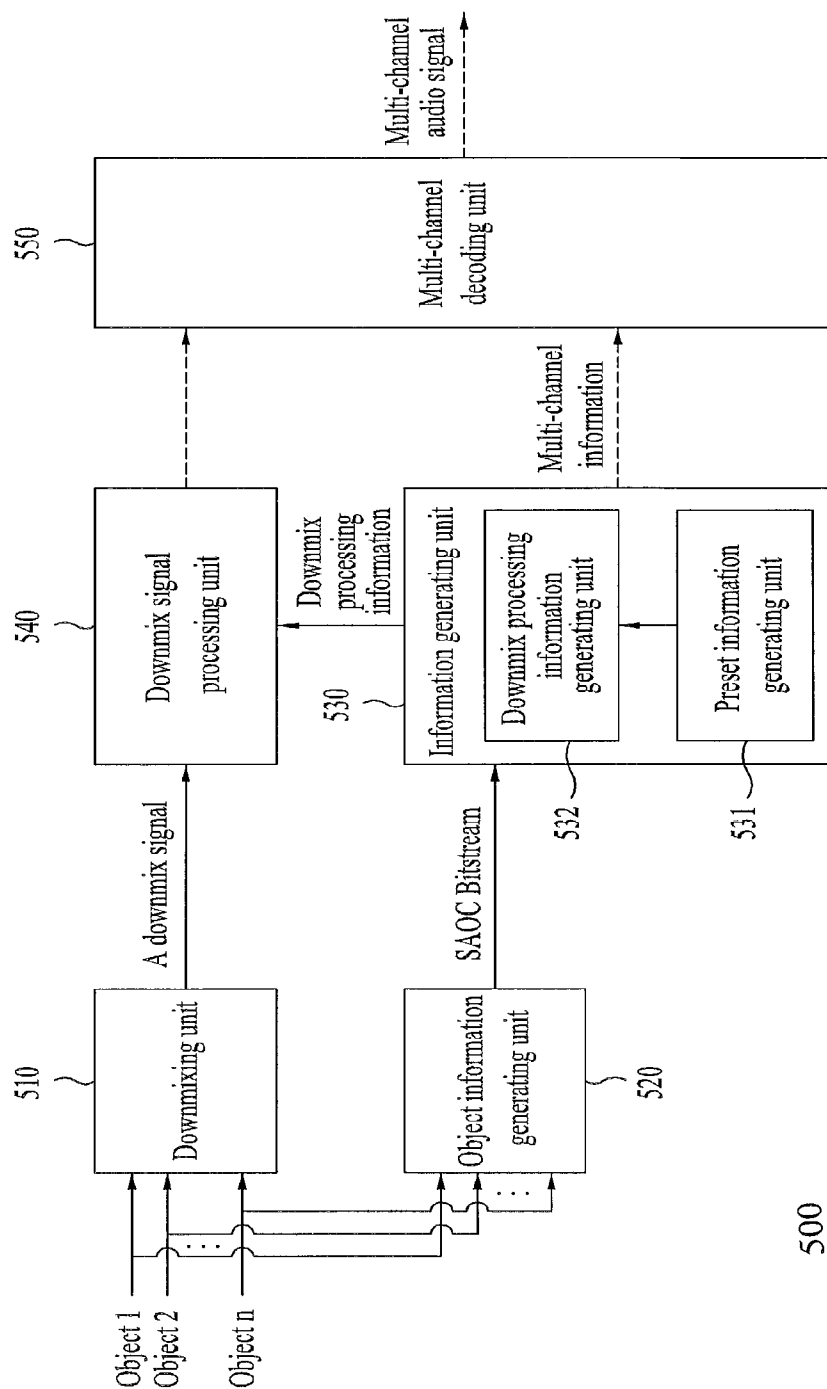 Object 1
Object 2
Object n
. . .
. . .
510
Downmixing unit
A downmix signal
540
Downmix signal
processing unit
Downmix
processing
information
520
Object information
generating unit
SAOC Bitstream
530
Information generating unit
Downmix processing
information
generating unit
532
Preset information
generating unit
531
Multi-channel
information
550
Multi-channel
decoding unit
Multi-channel
audio signal
500